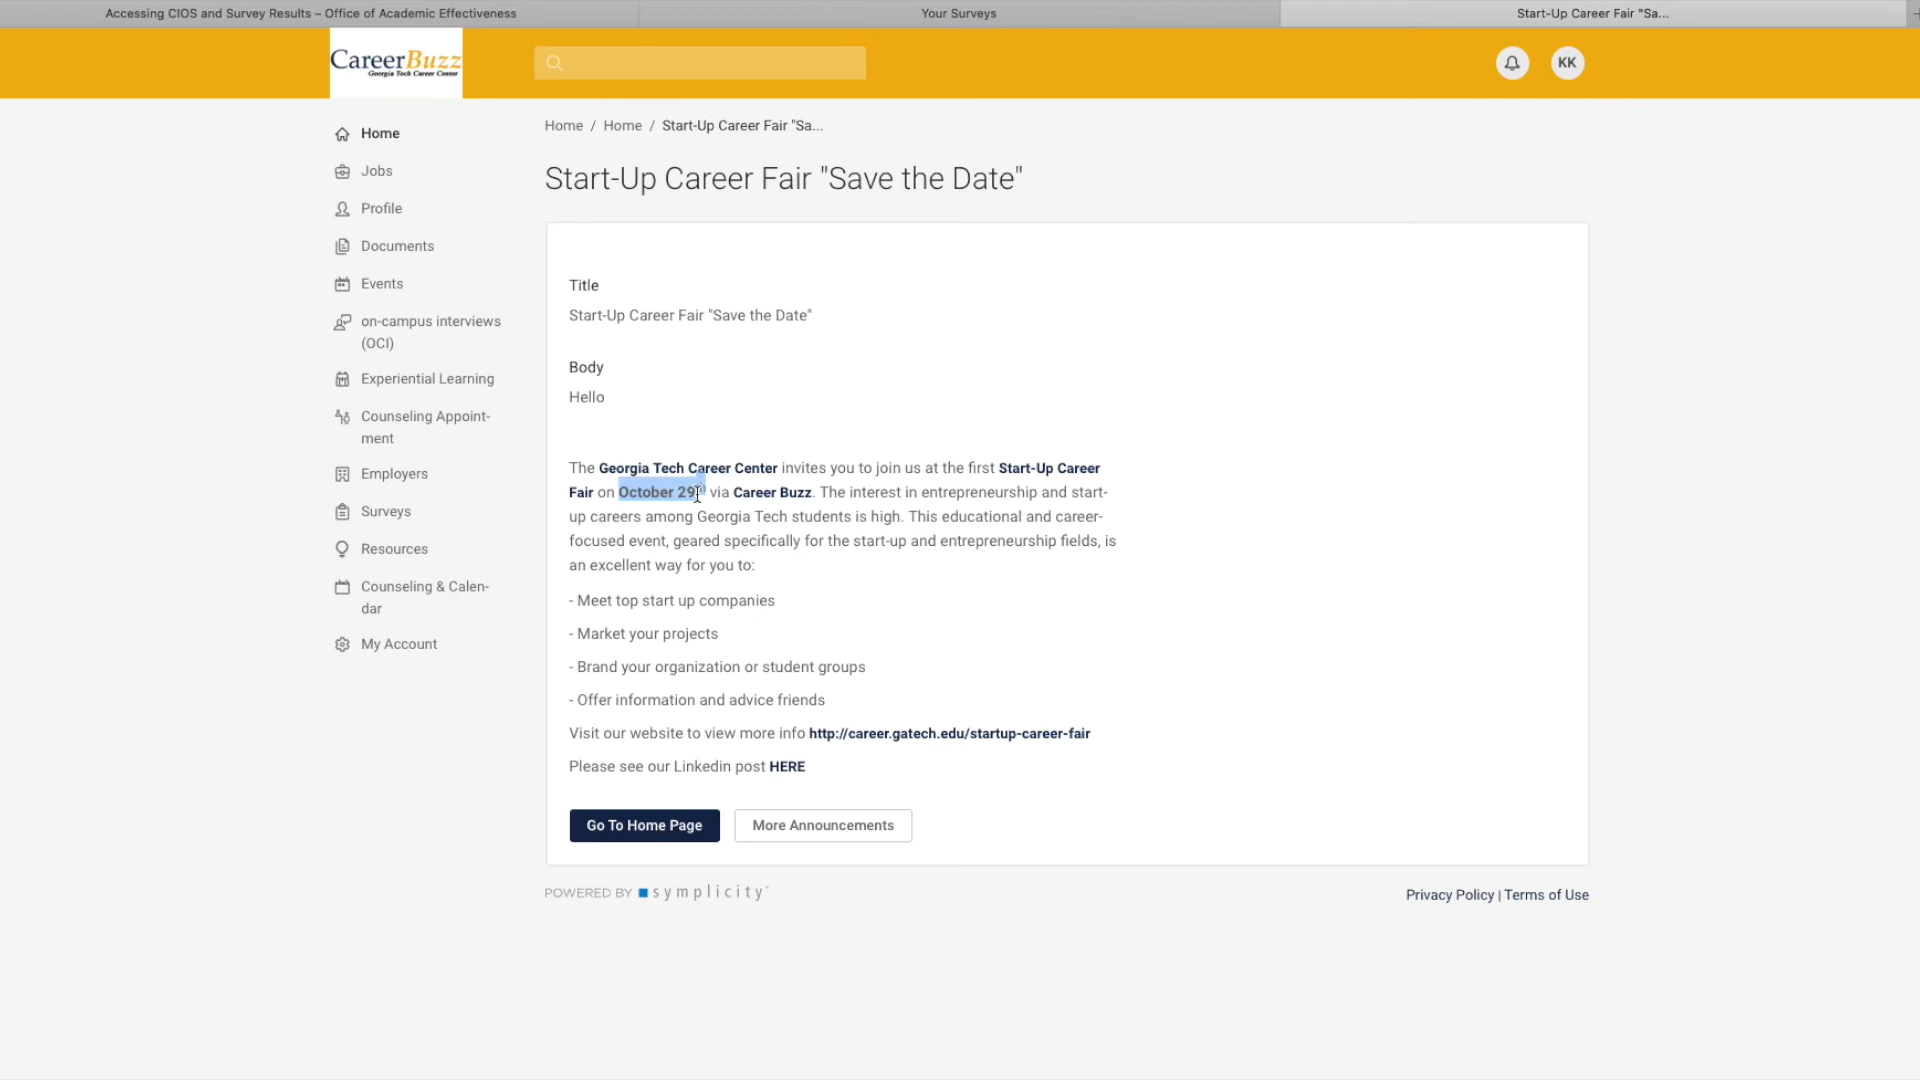 Accessing CIOS and Survey Results – Office of Academic Effectiveness
Your Surveys
Start-Up Career Fair "Sa...
CareerBuzz
Georgia Tech Career Center
KK
Home / Home / Start-Up Career Fair "Sa...
Home
Jobs
Profile
Documents
Events
on-campus interviews
(OCI)
Experiential Learning
Counseling Appoint-
ment
Employers
Surveys
Resources
Counseling & Calen-
dar
My Account
Start-Up Career Fair "Save the Date"
Title
Start-Up Career Fair "Save the Date"
Body
Hello
The Georgia Tech Career Center invites you to join us at the first Start-Up Career
Fair on October 29th via Career Buzz. The interest in entrepreneurship and start-
up careers among Georgia Tech students is high. This educational and career-
focused event, geared specifically for the start-up and entrepreneurship fields, is
an excellent way for you to:
- Meet top start up companies
- Market your projects
- Brand your organization or student groups
- Offer information and advice friends
Visit our website to view more info http://career.gatech.edu/startup-career-fair
Please see our Linkedin post HERE
Go To Home Page
More Announcements
POWERED BY symplicity
Privacy Policy | Terms of Use